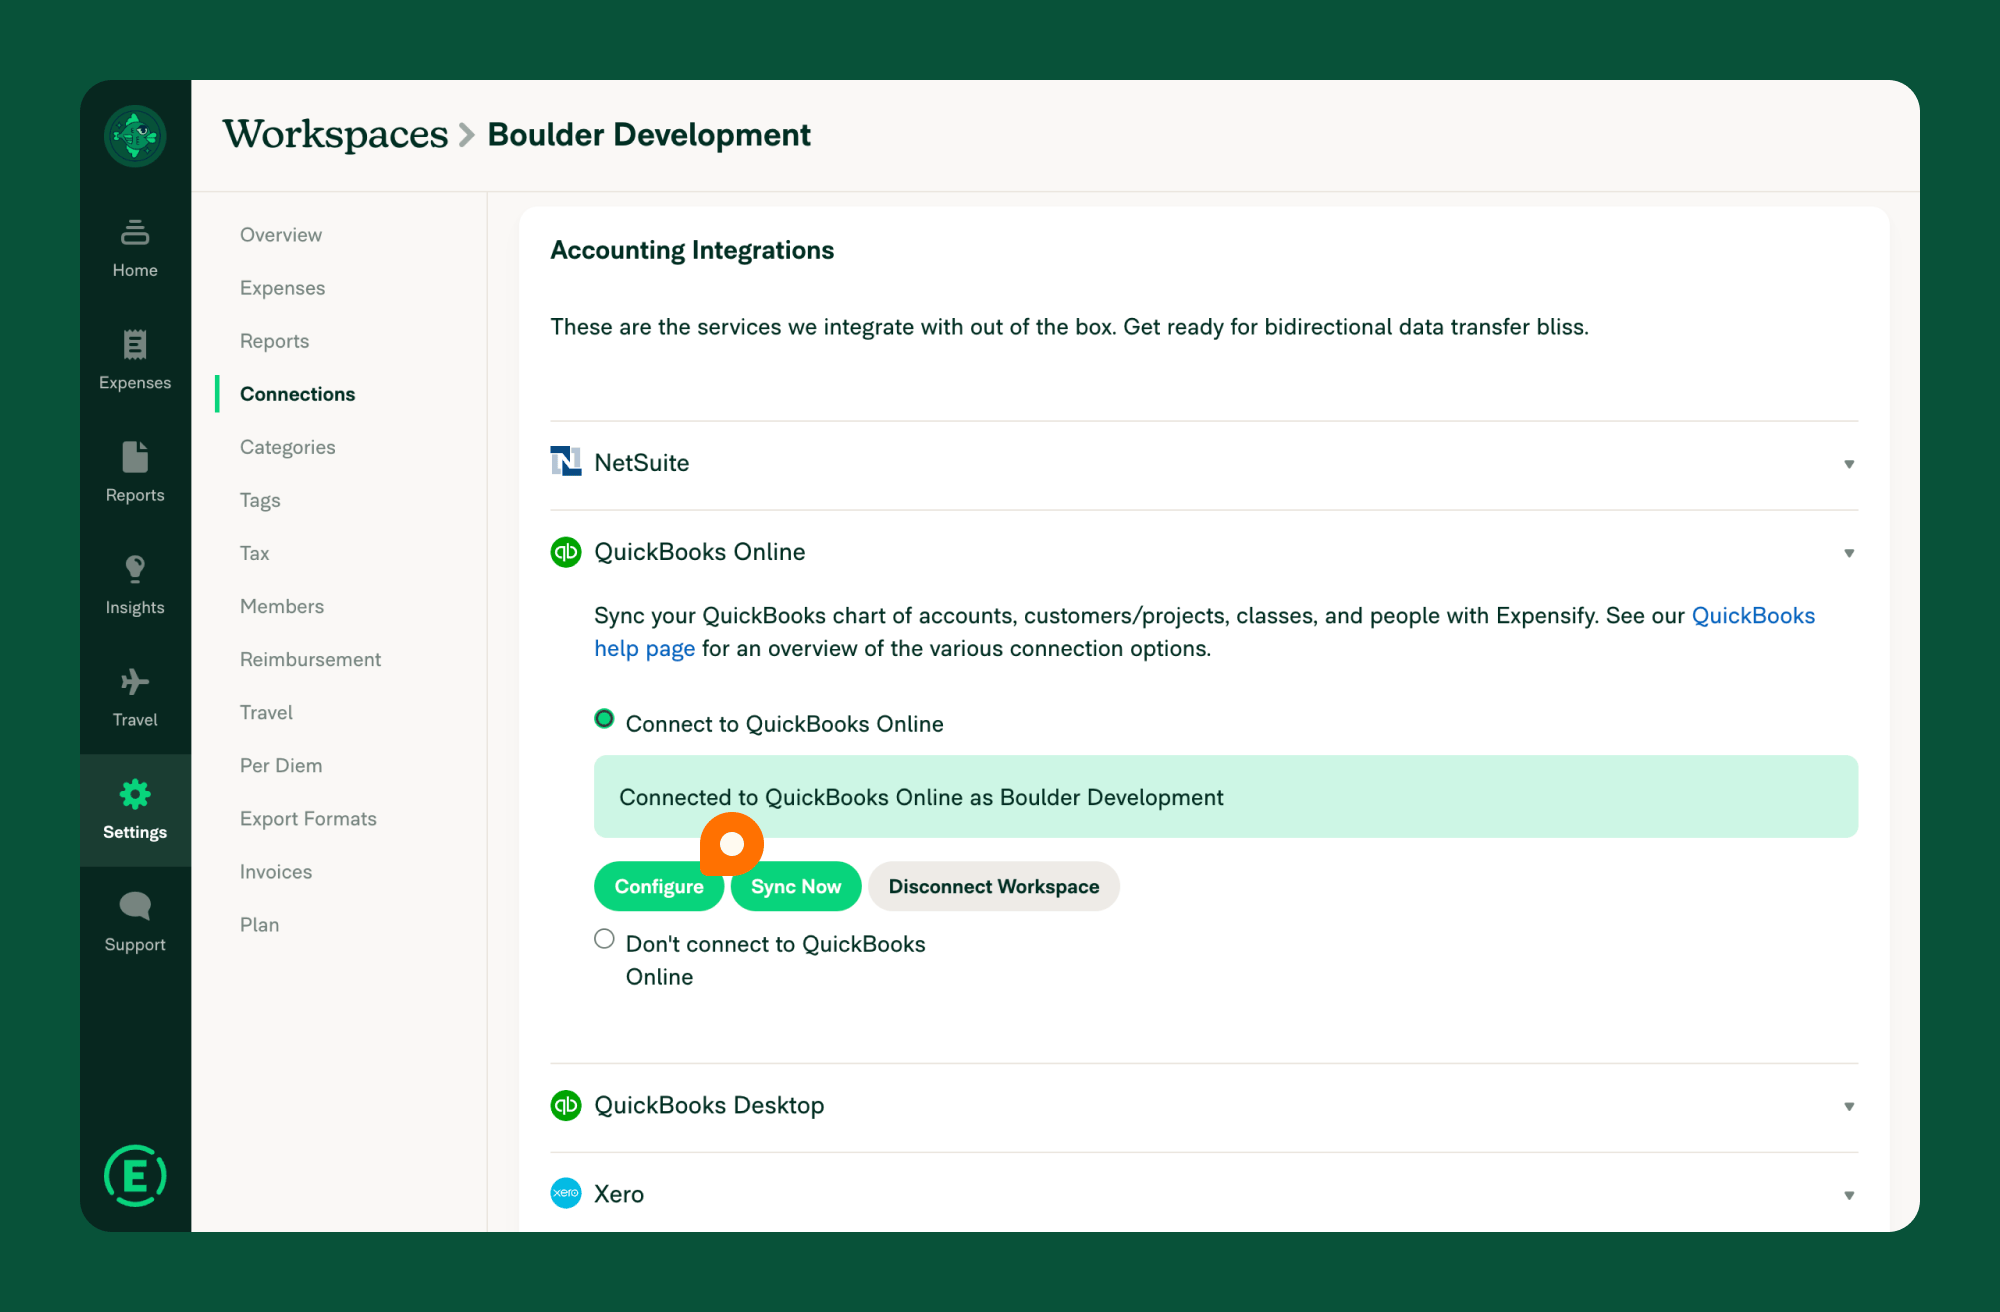 Workspaces > Boulder Development
Home
Expenses
Reports
Insights
Travel
Settings
Support
E
Overview
Expenses
Reports
Connections
Categories
Tags
Tax
Members
Reimbursement
Travel
Per Diem
Export Formats
Invoices
Plan
Accounting Integrations
These are the services we integrate with out of the box. Get ready for bidirectional data transfer bliss.
N NetSuite
qb QuickBooks Online
Sync your QuickBooks chart of accounts, customers/projects, classes, and people with Expensify. See our QuickBooks
help page for an overview of the various connection options.
Connect to QuickBooks Online
Connected to QuickBooks Online as Boulder Development
Configure Sync Now Disconnect Workspace
Don't connect to QuickBooks
Online
qb QuickBooks Desktop
xero Xero